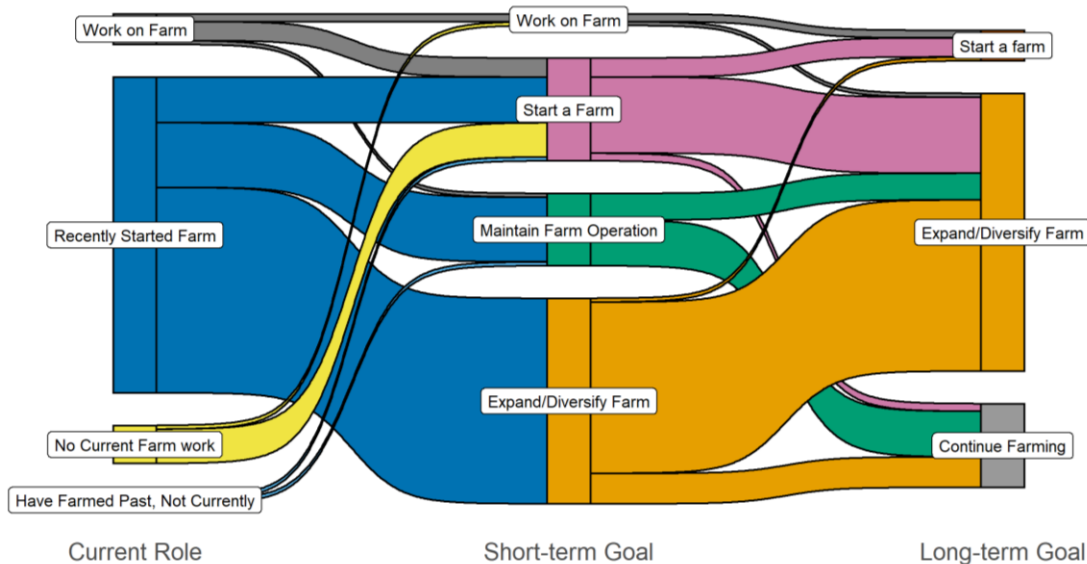 Work on Farm
Work on Farm
Start a farm
Start a Farm
Recently Started Farm
Maintain Farm Operation
Expand/Diversify Farm
Expand/Diversify Farm
No Current Farm work
Continue Farming
Have Farmed Past, Not Currently
Current Role
Short-term Goal
Long-term Goal